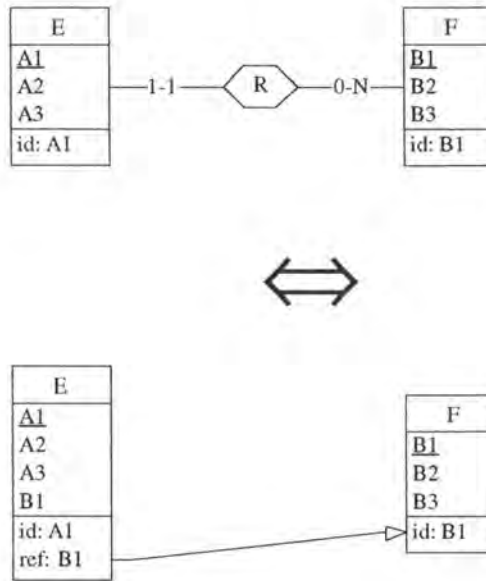 E
A1
A2
A3
id: A1
1-1
R
0-N
F
B1
B2
B3
id: B1
E
A1
A2
A3
B1
id: A1
ref: B1
F
B1
B2
B3
id: B1